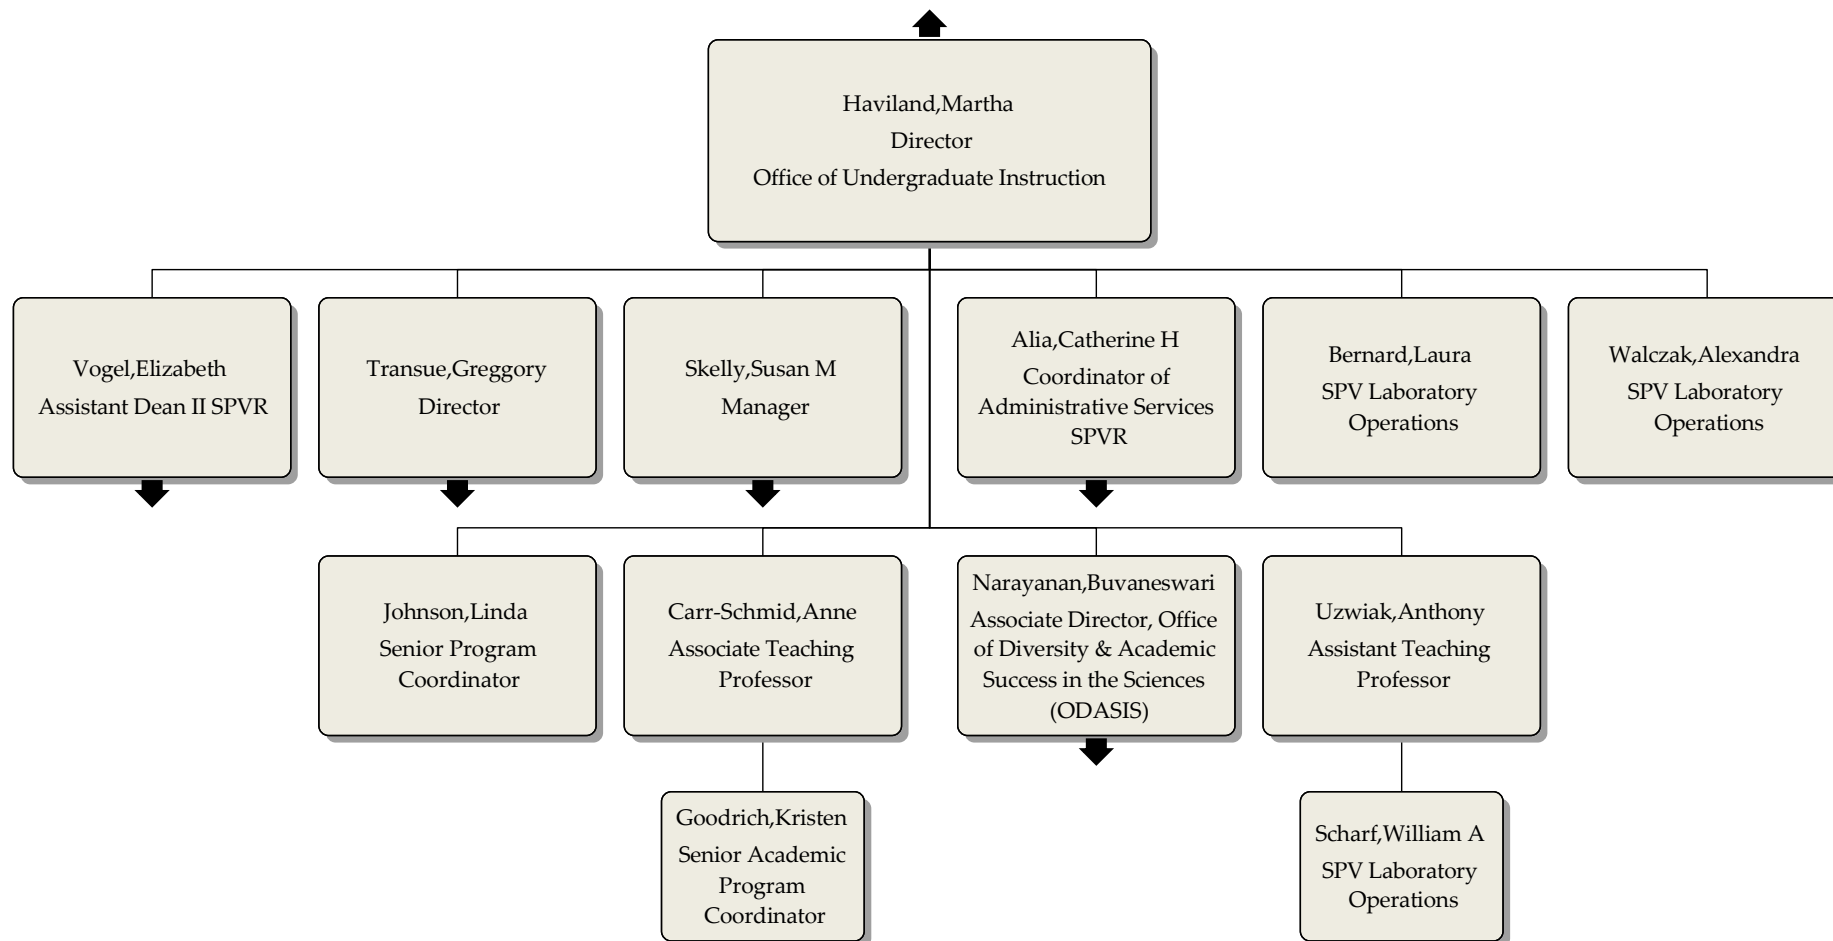 Haviland,Martha
Director
Office of Undergraduate Instruction
Vogel,Elizabeth
Assistant Dean II SPVR
Transue,Greggory
Director
Skelly,Susan M
Manager
Alia,Catherine H
Coordinator of
Administrative Services
SPVR
Bernard,Laura
SPV Laboratory
Operations
Walczak,Alexandra
SPV Laboratory
Operations
Johnson,Linda
Senior Program
Coordinator
Carr-Schmid,Anne
Associate Teaching
Professor
Narayanan,Buvaneswari
Associate Director, Office
of Diversity & Academic
Success in the Sciences
(ODASIS)
Uzwiak,Anthony
Assistant Teaching
Professor
Goodrich,Kristen
Senior Academic
Program
Coordinator
Scharf,William A
SPV Laboratory
Operations